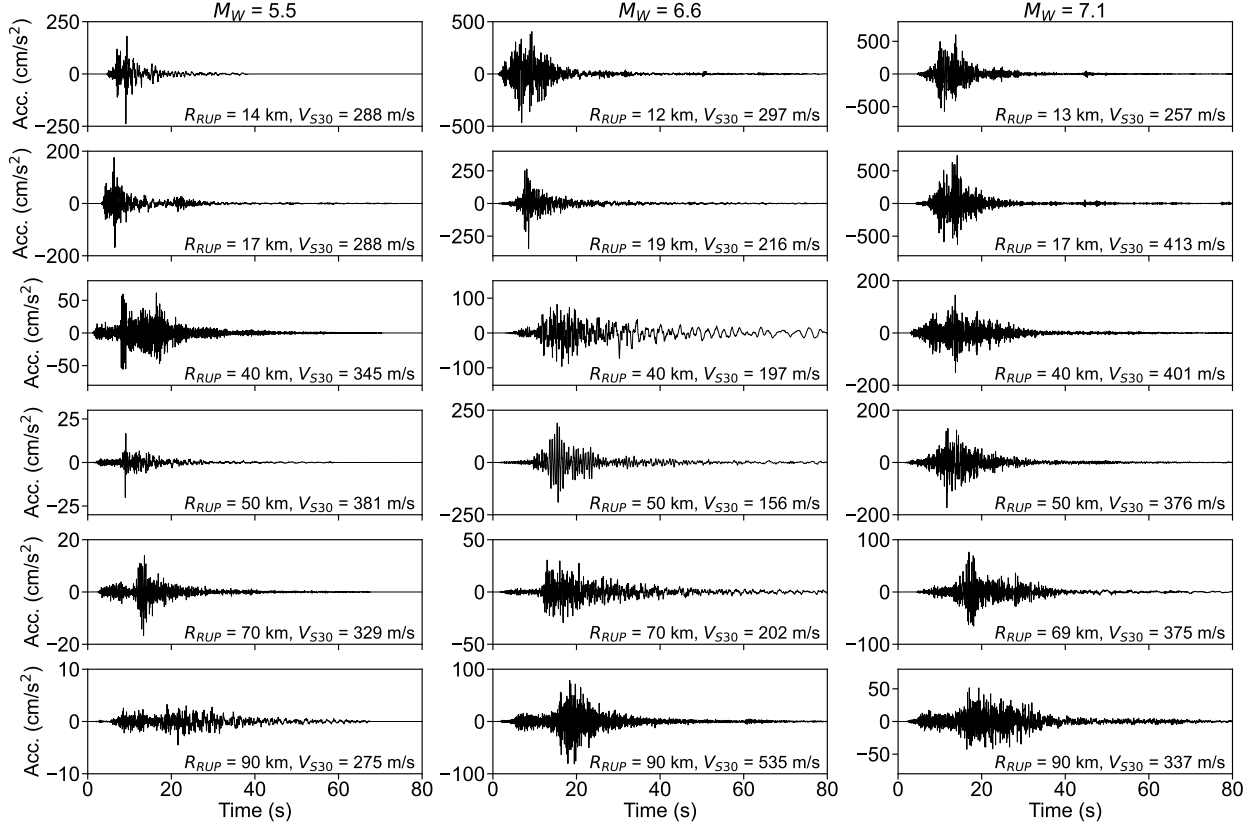 M_W = 5.5 M_W = 6.6 M_W = 7.1
250 500 500
Acc. (cm/s²) 0 0 0
−500
−250 −500
R_RUP = 14 km, V_S30 = 288 m/s R_RUP = 12 km, V_S30 = 297 m/s R_RUP = 13 km, V_S30 = 257 m/s
200 250 500
Acc. (cm/s²) 0 0 0
−250 −500
−200
R_RUP = 17 km, V_S30 = 288 m/s R_RUP = 19 km, V_S30 = 216 m/s R_RUP = 17 km, V_S30 = 413 m/s
50 100 200
Acc. (cm/s²) 0 0 0
−50 −100 −200
R_RUP = 40 km, V_S30 = 345 m/s R_RUP = 40 km, V_S30 = 197 m/s R_RUP = 40 km, V_S30 = 401 m/s
25 250 200
Acc. (cm/s²) 0 0 0
−25 −250 −200
R_RUP = 50 km, V_S30 = 381 m/s R_RUP = 50 km, V_S30 = 156 m/s R_RUP = 50 km, V_S30 = 376 m/s
20 50 100
Acc. (cm/s²) 0 0 0
−20 −50 −100
R_RUP = 70 km, V_S30 = 329 m/s R_RUP = 70 km, V_S30 = 202 m/s R_RUP = 69 km, V_S30 = 375 m/s
10 100 50
Acc. (cm/s²) 0 0 0
−10 −100 −50
R_RUP = 90 km, V_S30 = 275 m/s R_RUP = 90 km, V_S30 = 535 m/s R_RUP = 90 km, V_S30 = 337 m/s
0 20 40 60 80 0 20 40 60 80 0 20 40 60 80
Time (s) Time (s) Time (s)